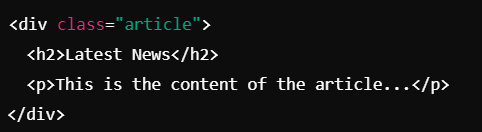 <div class="article">
  <h2>Latest News</h2>
  <p>This is the content of the article...</p>
</div>